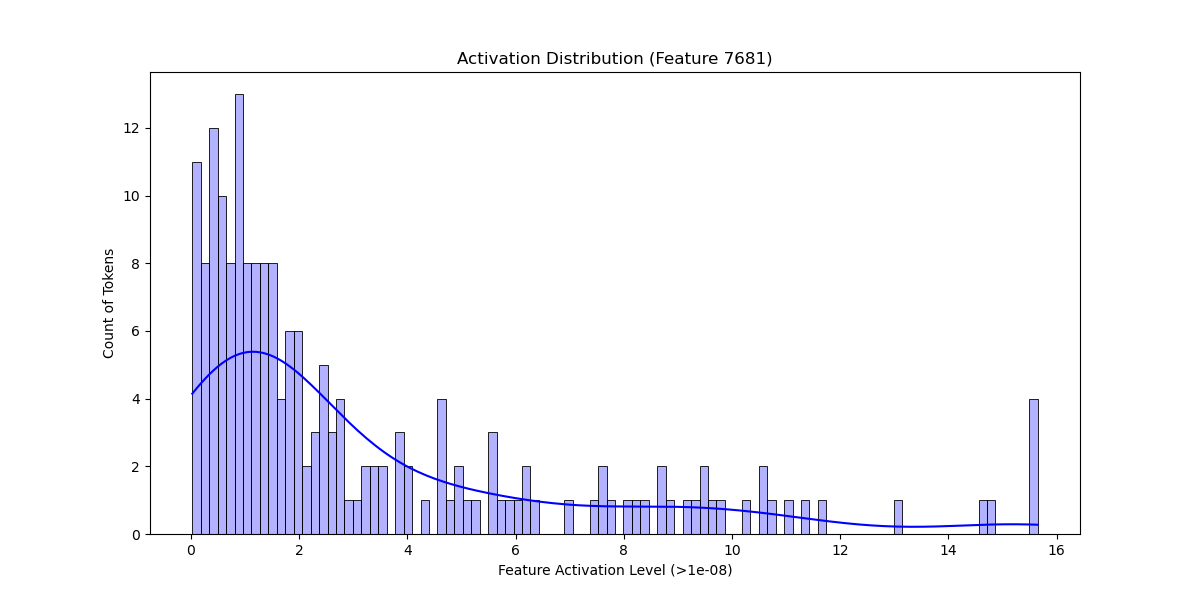 Activation Distribution (Feature 7681)
Count of Tokens
12
10
8
6
4
2
0
0 2 4 6 8 10 12 14 16
Feature Activation Level (>1e-08)